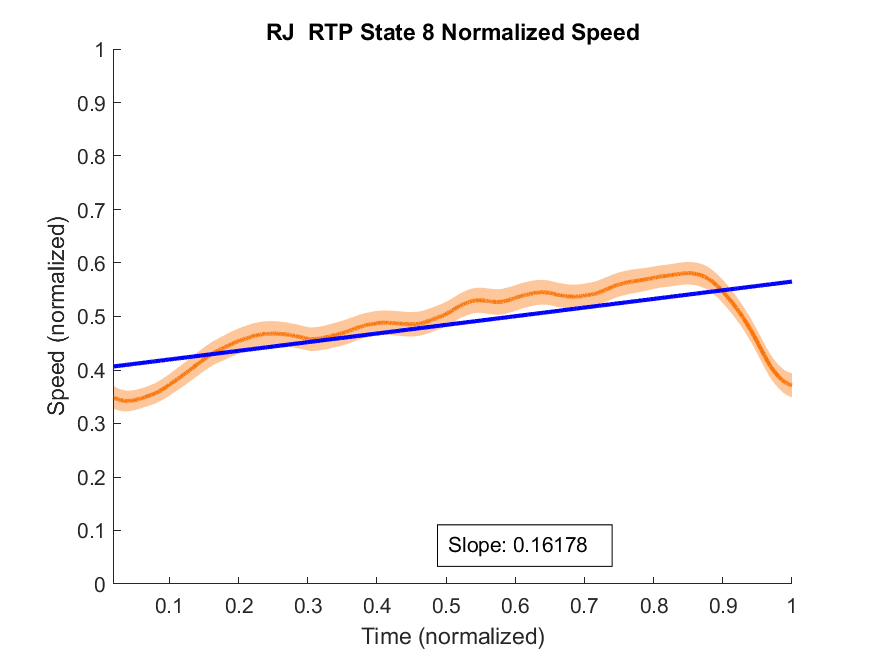 RJ  RTP State 8 Normalized Speed
1
0.9
0.8
0.7
0.6
0.5
0.4
0.3
0.2
0.1
0
Speed (normalized)
Slope: 0.16178
0.1 0.2 0.3 0.4 0.5 0.6 0.7 0.8 0.9 1
Time (normalized)